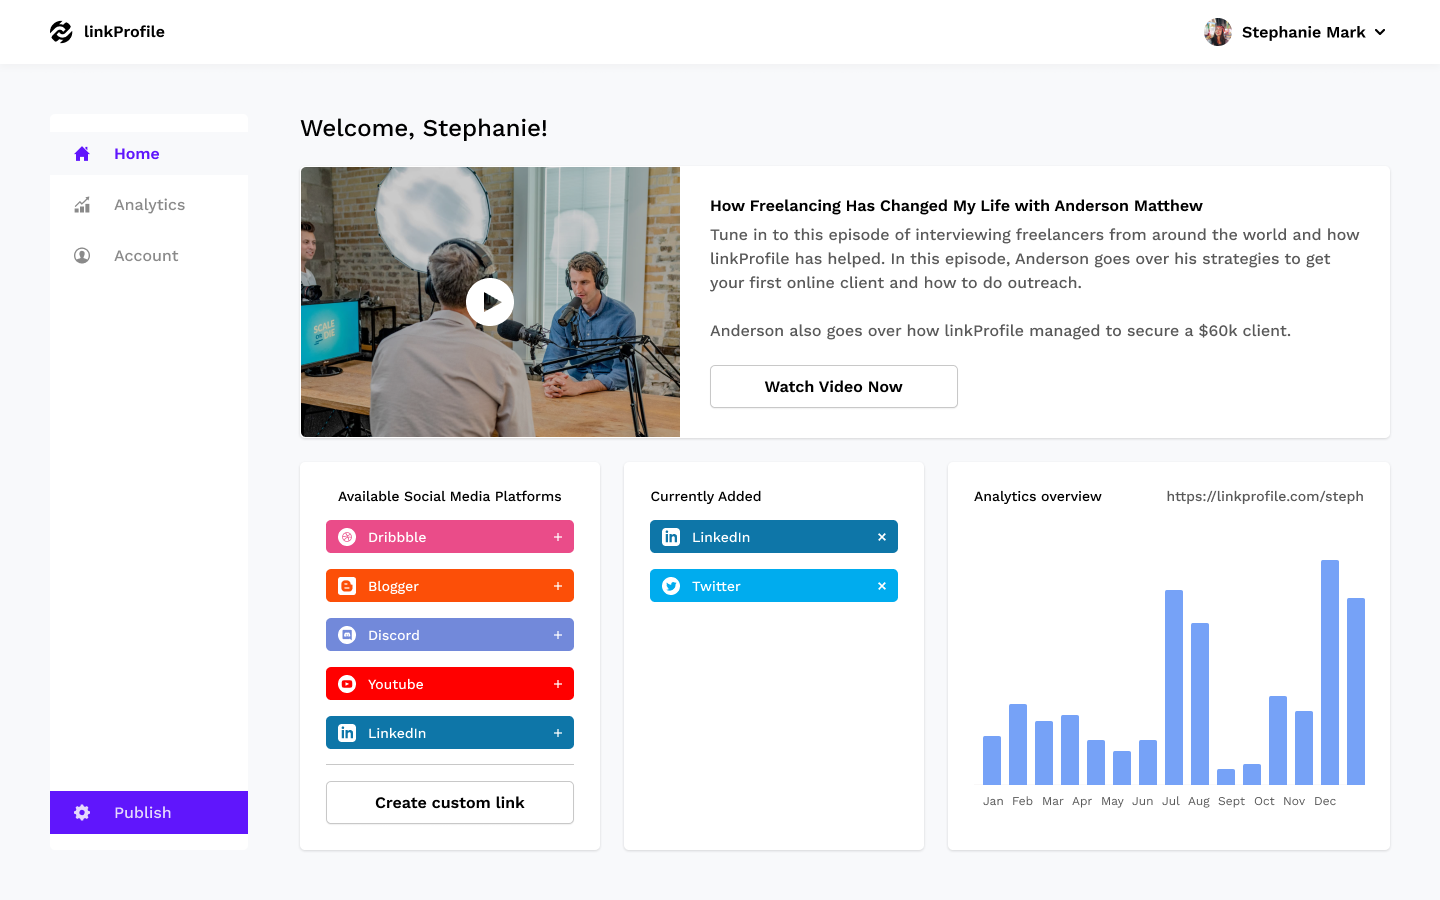 linkProfile
Stephanie Mark
Home
Analytics
Account
Publish
Welcome, Stephanie!
SCALE
OR DIE
How Freelancing Has Changed My Life with Anderson Matthew
Tune in to this episode of interviewing freelancers from around the world and how
linkProfile has helped. In this episode, Anderson goes over his strategies to get
your first online client and how to do outreach.
Anderson also goes over how linkProfile managed to secure a $60k client.
Watch Video Now
Available Social Media Platforms
Dribbble +
Blogger +
Discord +
Youtube +
in LinkedIn +
Create custom link
Currently Added
in LinkedIn ×
Twitter ×
Analytics overview https://linkprofile.com/steph
Jan Feb Mar Apr May Jun Jul Aug Sept Oct Nov Dec